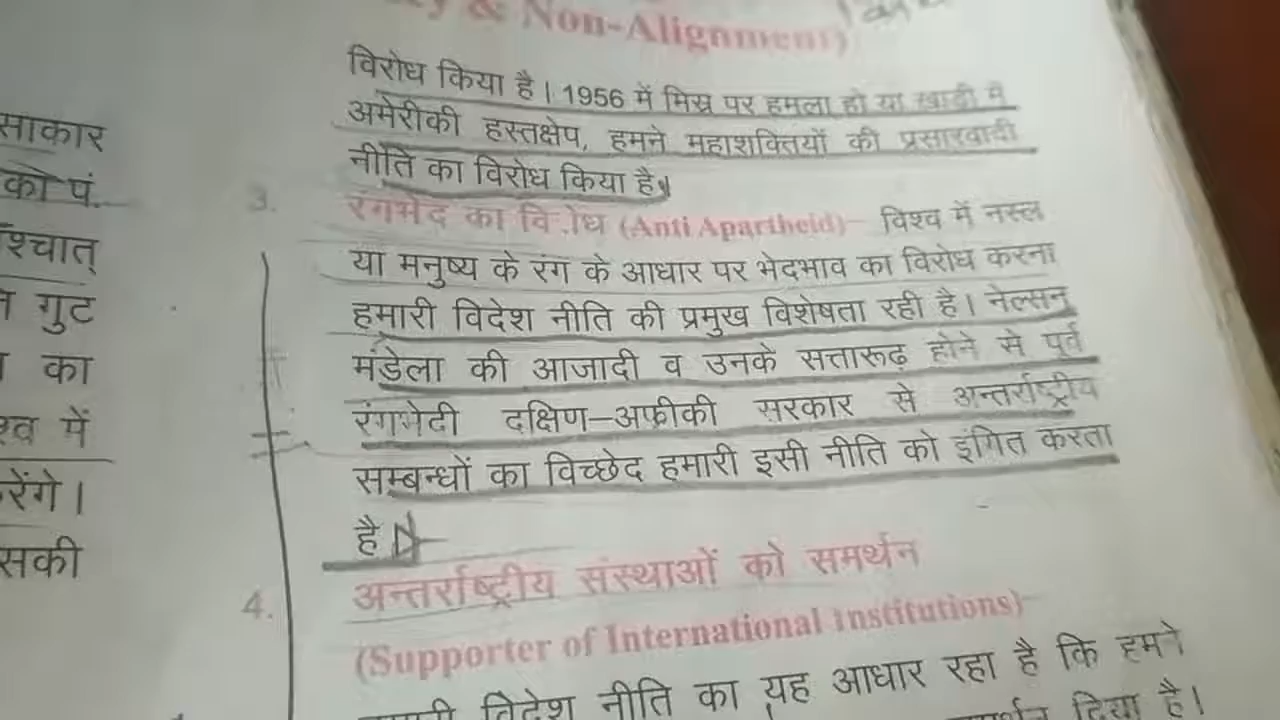 & Non-Alignment)
विरोध किया है। 1956 में मिस्र पर हमला हो या खाड़ी में
अमेरीकी हस्तक्षेप, हमने महाशक्तियों की प्रसारवादी
नीति का विरोध किया है।
3. रंगभेद का वि ोध (Anti Apartheid)– विश्व में नस्ल
या मनुष्य के रंग के आधार पर भेदभाव का विरोध करना
हमारी विदेश नीति की प्रमुख विशेषता रही है। नेल्सन
मंडेला की आजादी व उनके सत्तारूढ़ होने से पूर्व
रंगभेदी दक्षिण–अफ्रीकी सरकार से अन्तर्राष्ट्रीय
सम्बन्धों का विच्छेद हमारी इसी नीति को इंगित करता
है।
4. अन्तर्राष्ट्रीय संस्थाओं को समर्थन
(Supporter of International institutions)–
विदेश नीति का यह आधार रहा है कि हमने
दिया है।
साकार
को पं.
श्चात्
गुट
का
में
रेंगे।
सकी